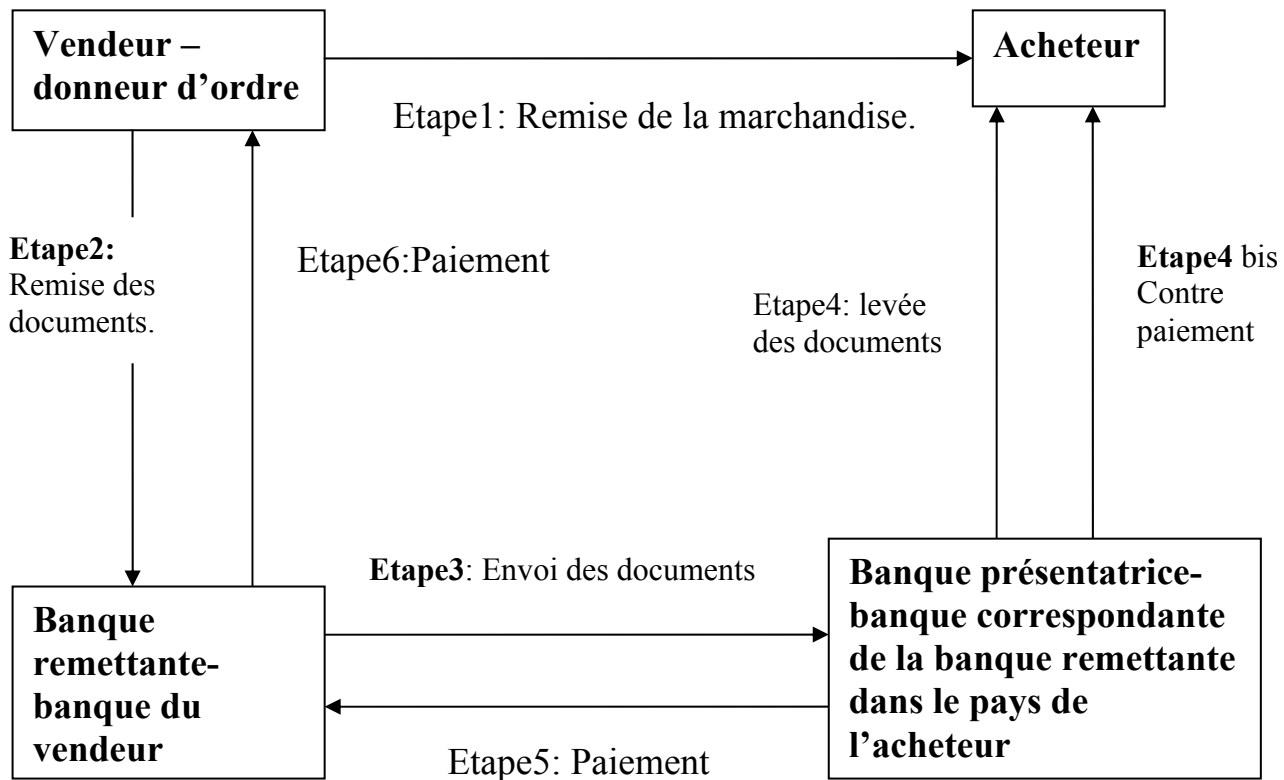 Vendeur –
donneur d’ordre
Acheteur
Etape1: Remise de la marchandise.
Etape2:
Remise des
documents.
Etape6:Paiement
Etape4: levée
des documents
Etape4 bis
Contre
paiement
Etape3: Envoi des documents
Banque
remettante-
banque du
vendeur
Banque présentatrice-
banque correspondante
de la banque remettante
dans le pays de
l’acheteur
Etape5: Paiement